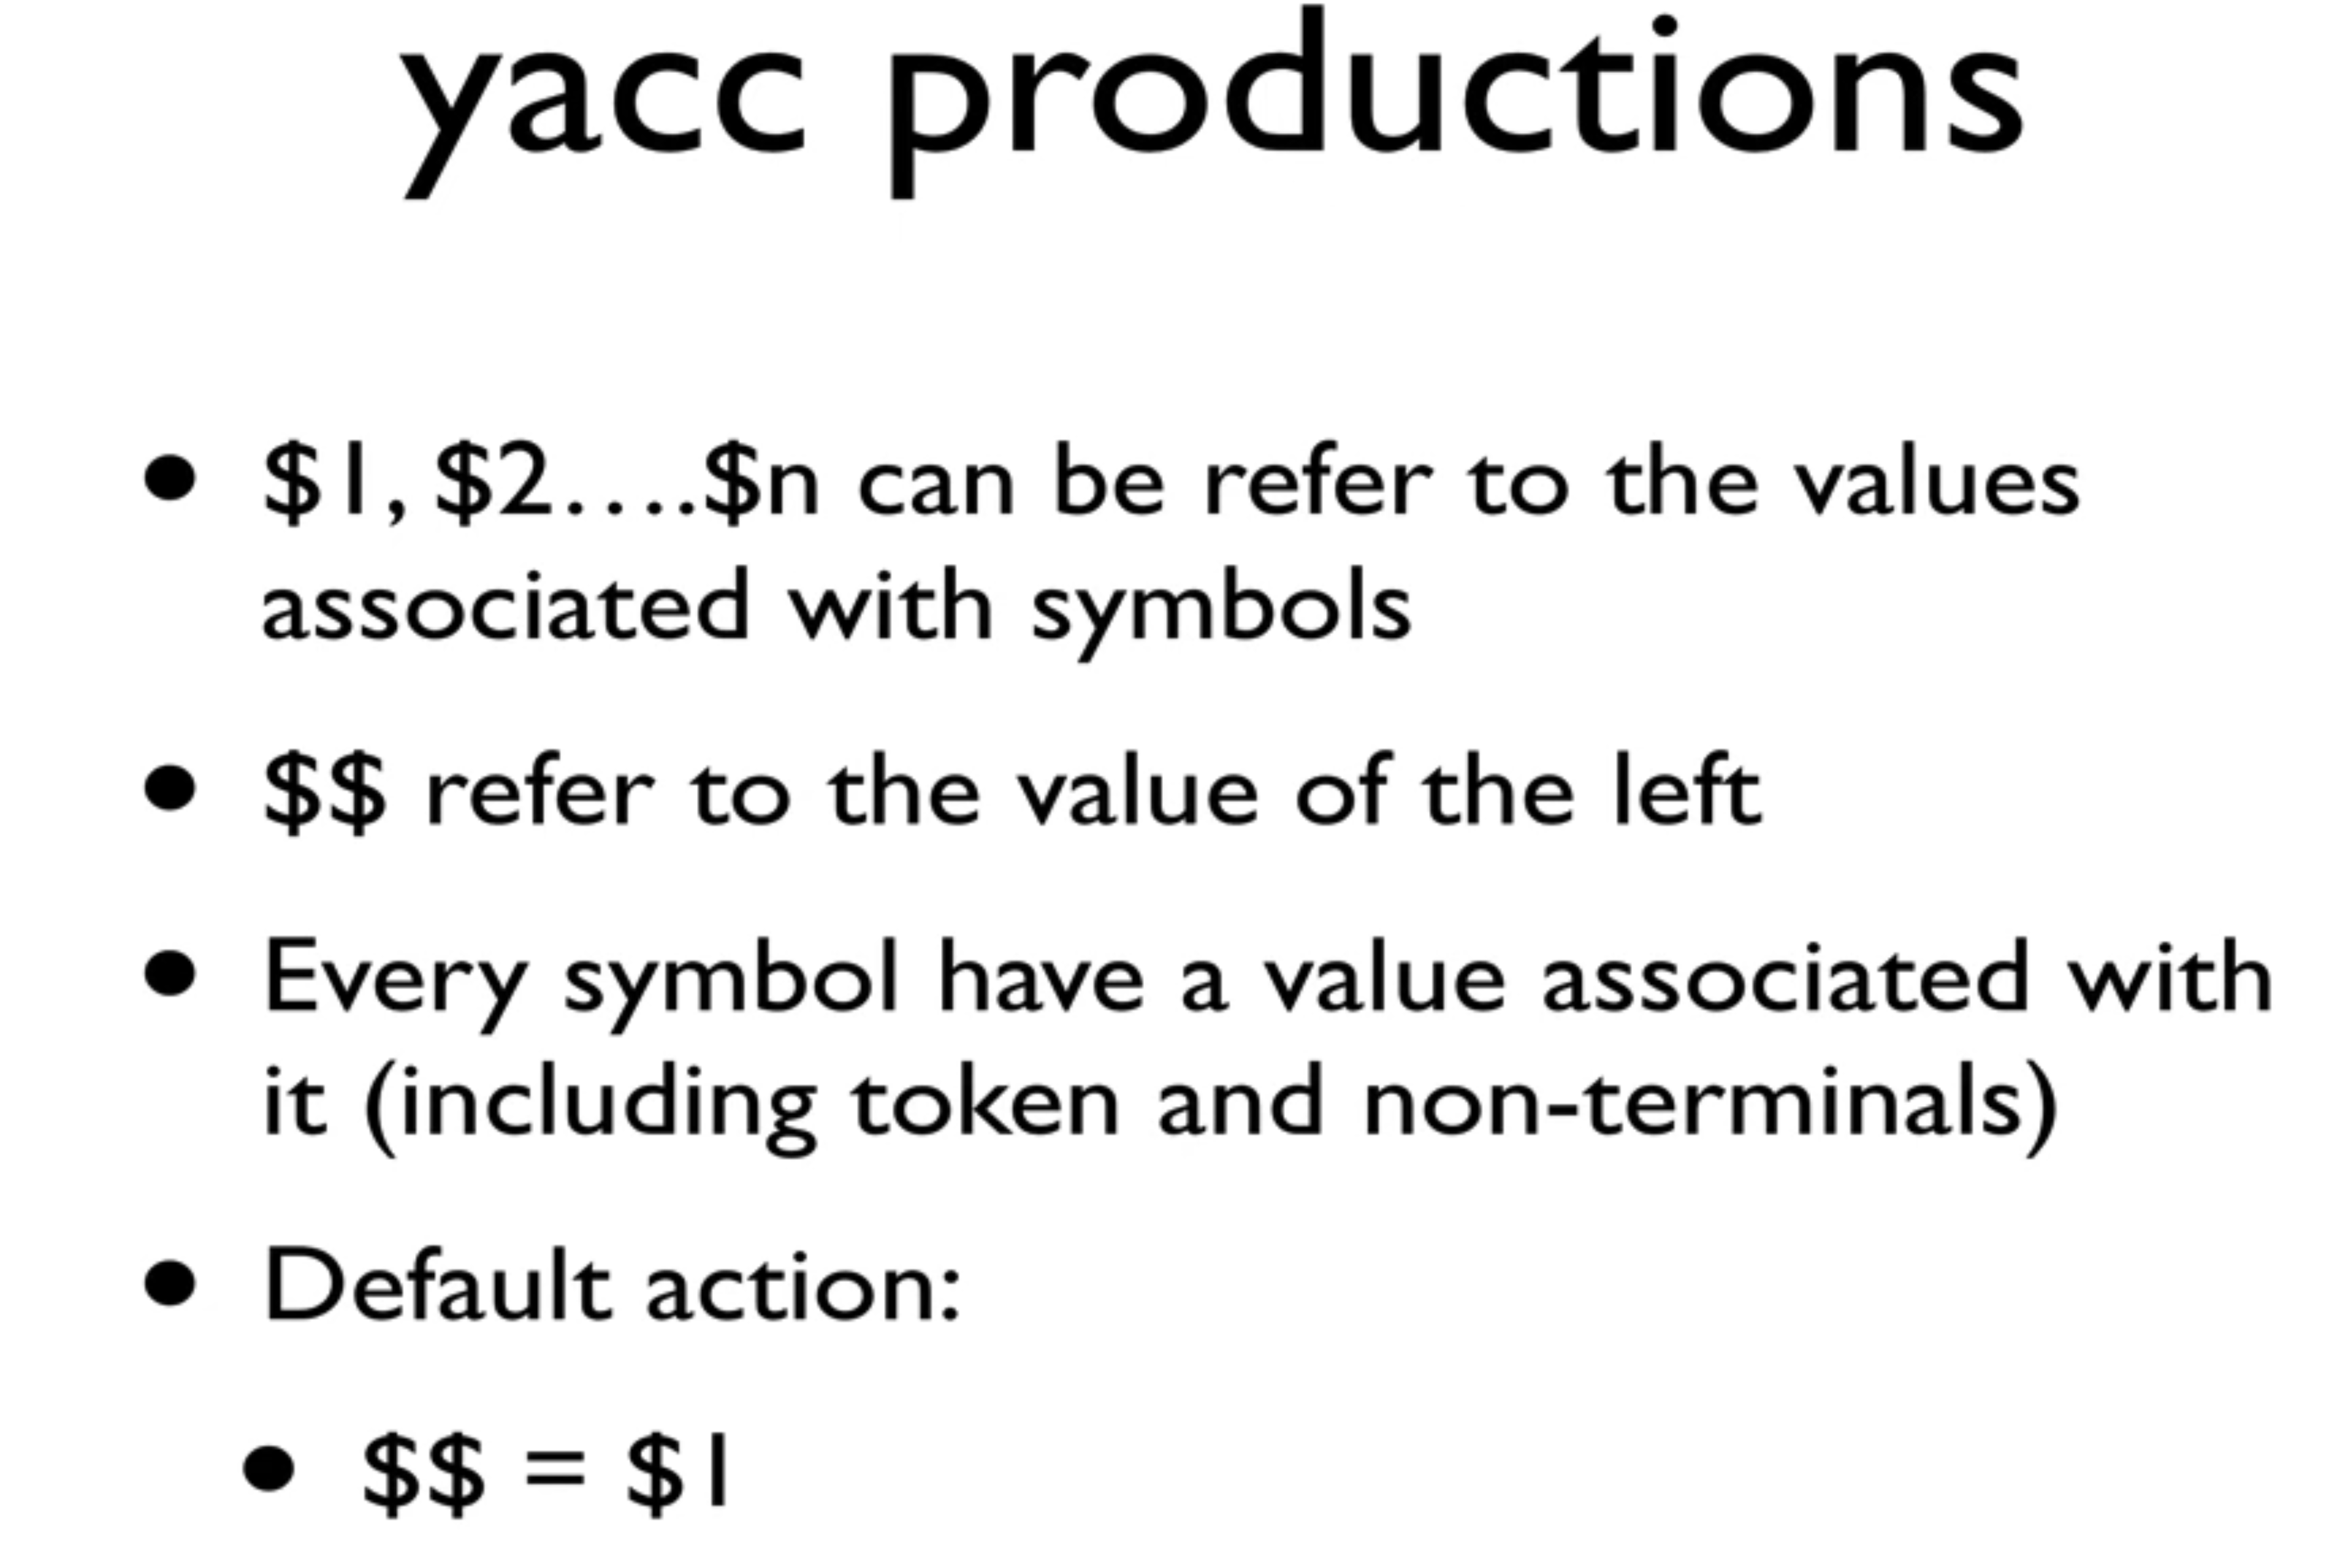 yacc productions
• $1, $2....$n can be refer to the values
associated with symbols
• $$ refer to the value of the left
• Every symbol have a value associated with
it (including token and non-terminals)
• Default action:
• $$ = $1